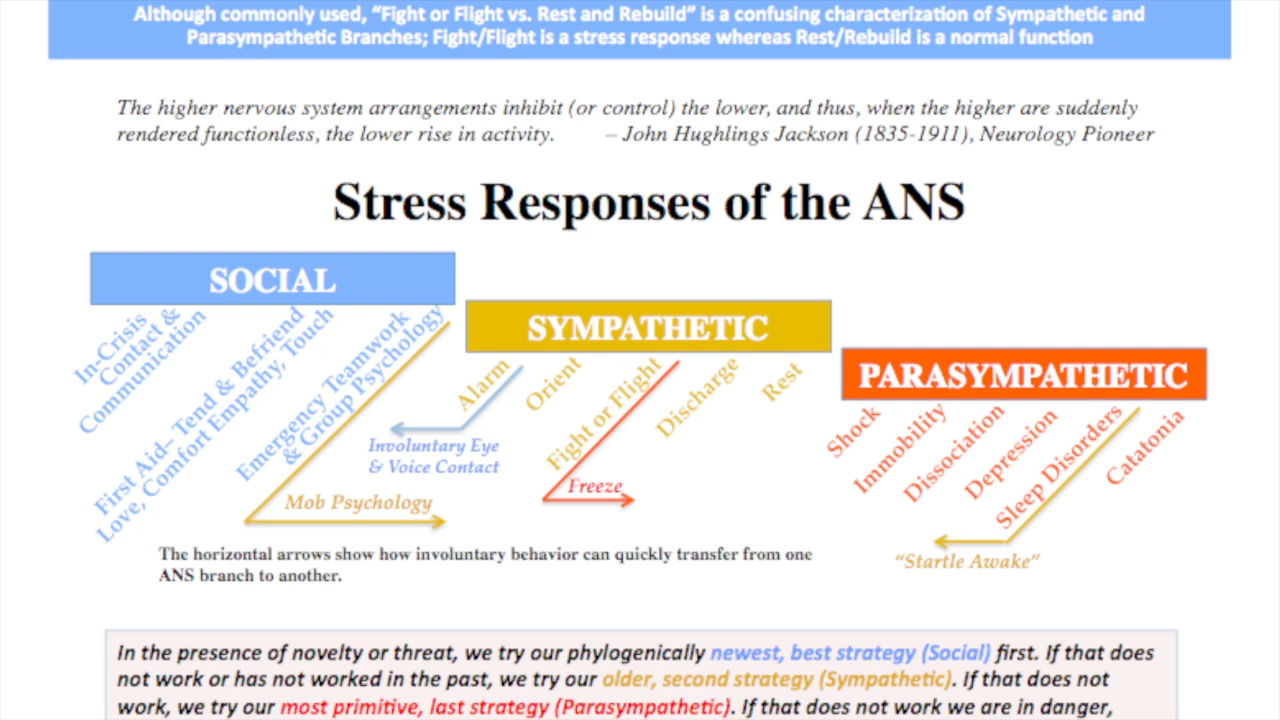 Although commonly used, “Fight or Flight vs. Rest and Rebuild” is a confusing characterization of Sympathetic and
Parasympathetic Branches; Fight/Flight is a stress response whereas Rest/Rebuild is a normal function
The higher nervous system arrangements inhibit (or control) the lower, and thus, when the higher are suddenly
rendered functionless, the lower rise in activity. – John Hughlings Jackson (1835-1911), Neurology Pioneer
Stress Responses of the ANS
SOCIAL
In-Crisis
Contact &
Communication
First Aid– Tend & Befriend
Love, Comfort Empathy, Touch
Emergency Teamwork
& Group Psychology
Mob Psychology
SYMPATHETIC
Alarm
Orient
Fight or Flight
Discharge
Rest
Involuntary Eye
& Voice Contact
Freeze
PARASYMPATHETIC
Shock
Immobility
Dissociation
Depression
Sleep Disorders
Catatonia
“Startle Awake”
The horizontal arrows show how involuntary behavior can quickly transfer from one
ANS branch to another.
In the presence of novelty or threat, we try our phylogenically newest, best strategy (Social) first. If that does
not work or has not worked in the past, we try our older, second strategy (Sympathetic). If that does not
work, we try our most primitive, last strategy (Parasympathetic). If that does not work we are in danger,